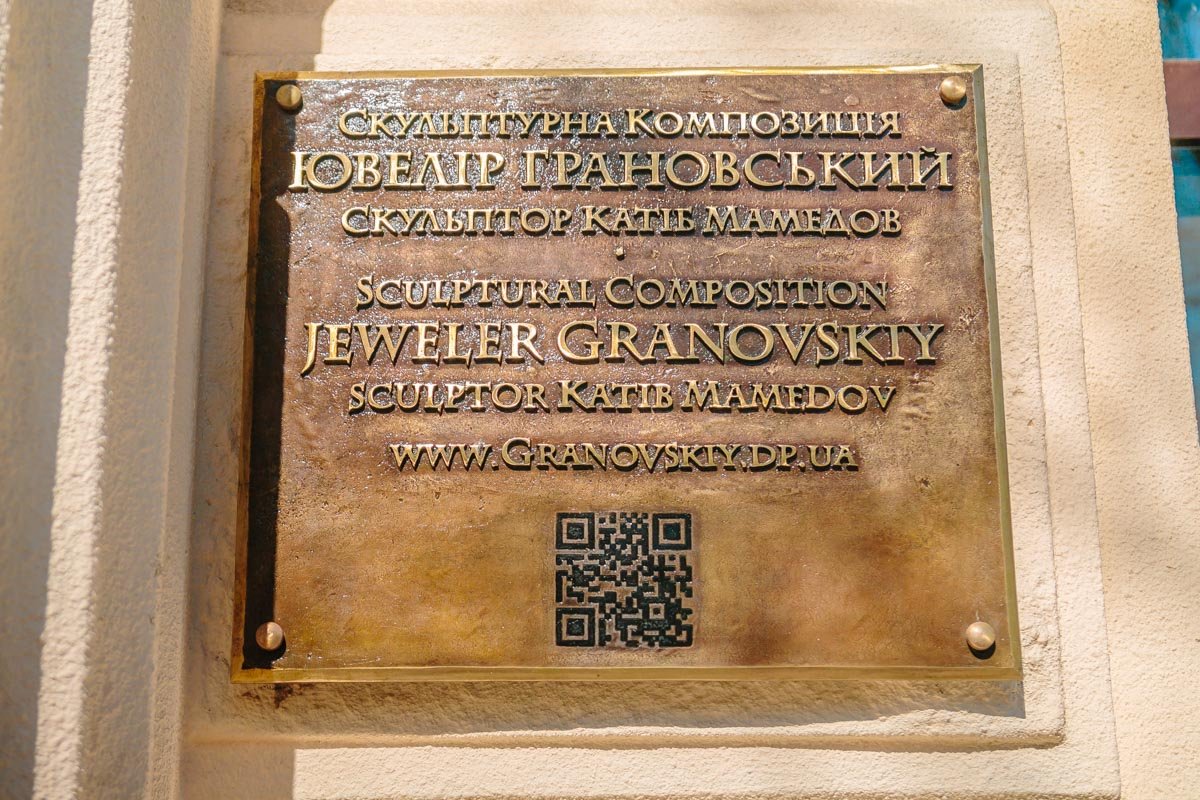 Скульптурна Композиція
ЮВЕЛІР ГРАНОВСЬКИЙ
Скульптор Катіб Мамедов
Sculptural Composition
JEWELER GRANOVSKIY
sculptor Katib Mamedov
www.Granovskiy.dp.ua